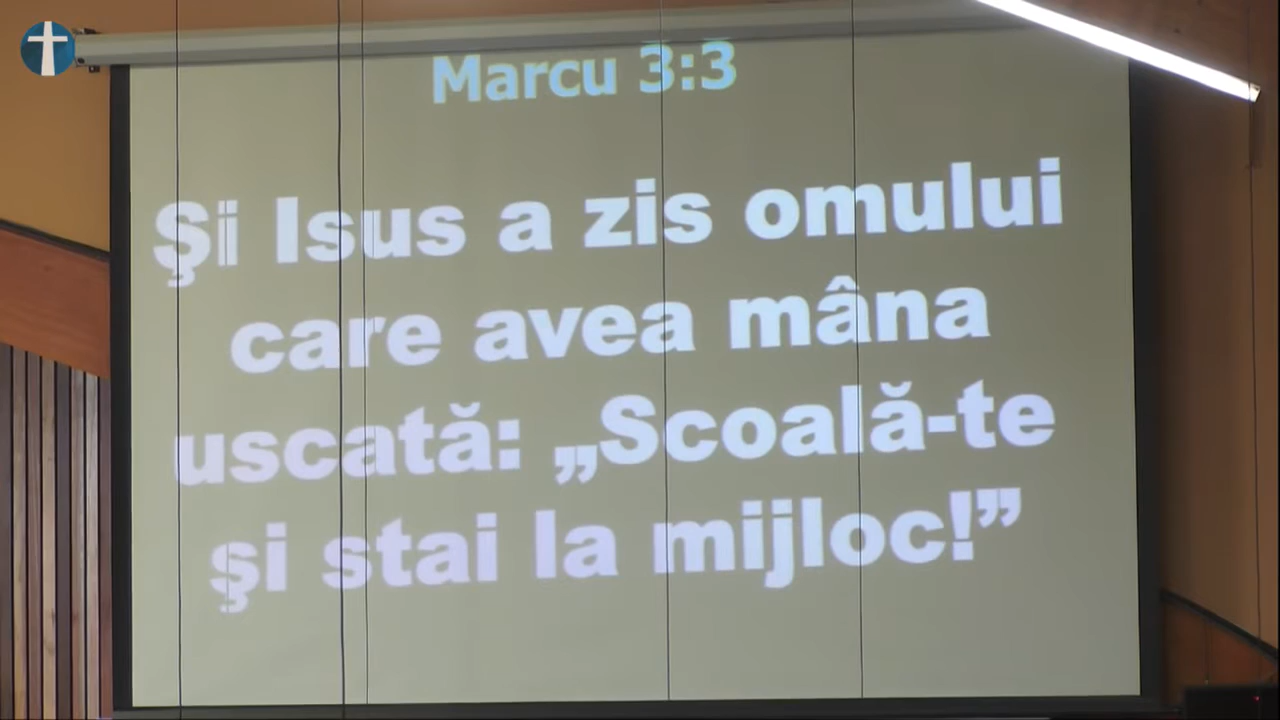 Marcu 3:3
Şi Isus a zis omului
care avea mâna
uscată: „Scoală-te
şi stai la mijloc!”